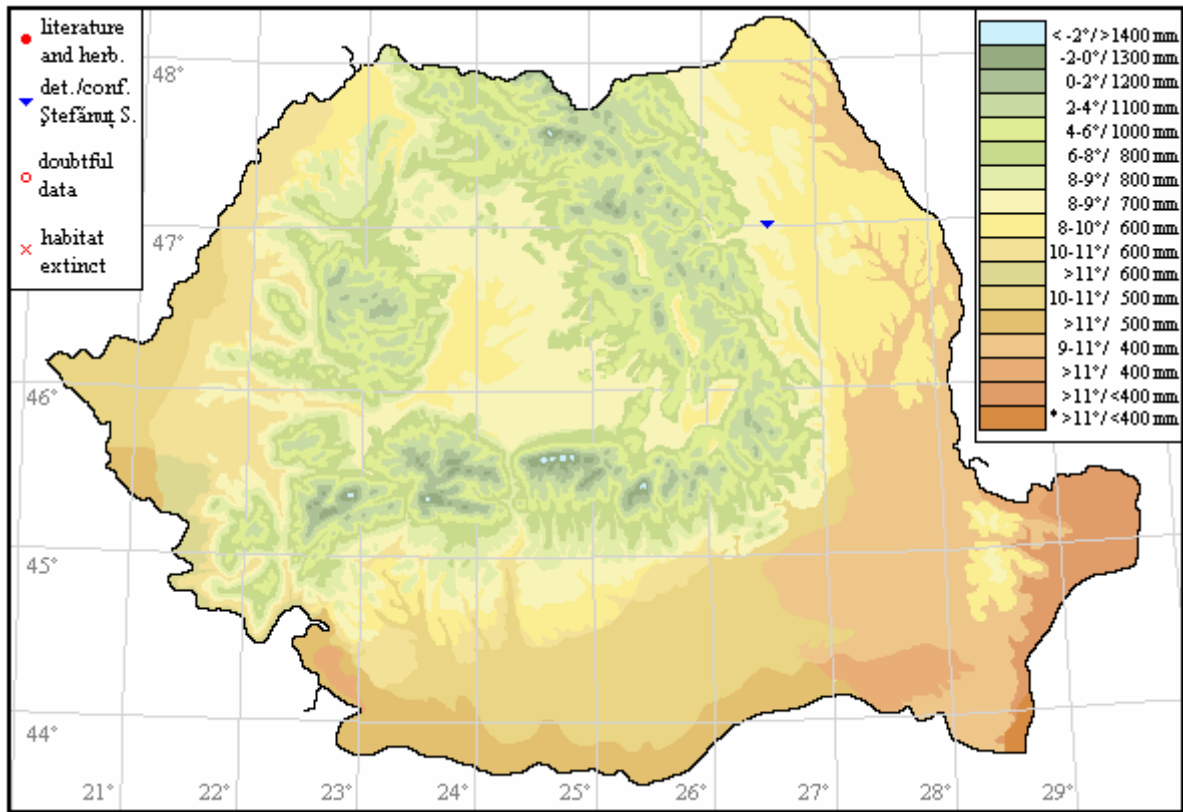 literature
and herb.
det./conf.
Ştefănuţ S.
doubtful
data
habitat
extinct
< -2°/>1400 mm
-2-0°/ 1300 mm
0-2°/ 1200 mm
2-4°/ 1100 mm
4-6°/ 1000 mm
6-8°/ 800 mm
8-9°/ 800 mm
8-9°/ 700 mm
8-10°/ 600 mm
10-11°/ 600 mm
>11°/ 600 mm
10-11°/ 500 mm
>11°/ 500 mm
9-11°/ 400 mm
>11°/ 400 mm
>11°/<400 mm
* >11°/<400 mm
48°
47°
46°
45°
44°
21° 22° 23° 24° 25° 26° 27° 28° 29°